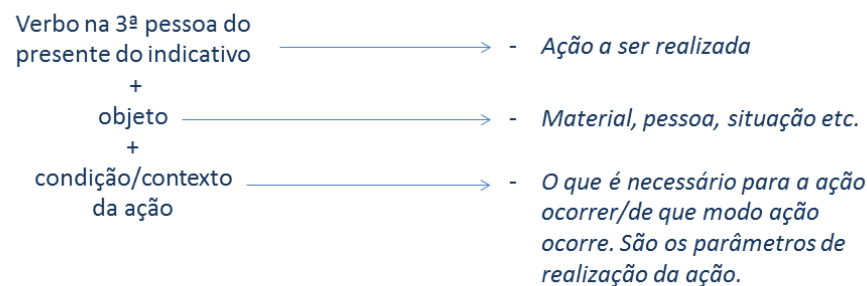 Verbo na 3ª pessoa do
presente do indicativo
- Ação a ser realizada
+
objeto
- Material, pessoa, situação etc.
+
condição/contexto
da ação
- O que é necessário para a ação
ocorrer/de que modo ação
ocorre. São os parâmetros de
realização da ação.